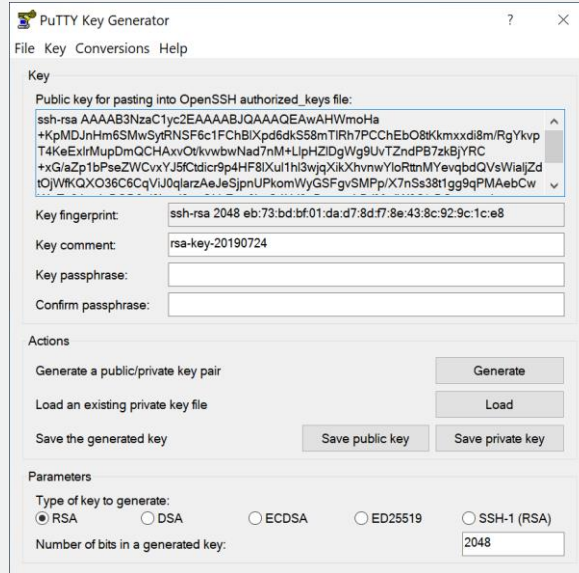 PuTTY Key Generator ? ×
File Key Conversions Help
Key
Public key for pasting into OpenSSH authorized_keys file:
ssh-rsa AAAAB3NzaC1yc2EAAAABJQAAAQEAwAHWmoHa
+KpMDJnHm6SMwSytRNSF6c1FChBlXpd6dkS58mTlRh7PCChEbO8tKkmxxdi8m/RgYkvp
T4KeExlrMupDmQCHAxvOt/kvwbwNad7nM+LlpHZlDgWg9UvTZndPB7zkBjYRC
+xG/aZp1bPseZWCvxYJ5fCtdicr9p4HF8lXul1hl3wjqXikXhvnwYloRttnMYevqbdQVsWialjZd
tOjWfKQXO36C6CqViJ0qlarzAeJeSjpnUPkomWyGSFgvSMPp/X7nSs38t1gg9qPMAebCw
Key fingerprint: ssh-rsa 2048 eb:73:bd:bf:01:da:d7:8d:f7:8e:43:8c:92:9c:1c:e8
Key comment: rsa-key-20190724
Key passphrase:
Confirm passphrase:
Actions
Generate a public/private key pair Generate
Load an existing private key file Load
Save the generated key Save public key Save private key
Parameters
Type of key to generate:
RSA DSA ECDSA ED25519 SSH-1 (RSA)
Number of bits in a generated key: 2048